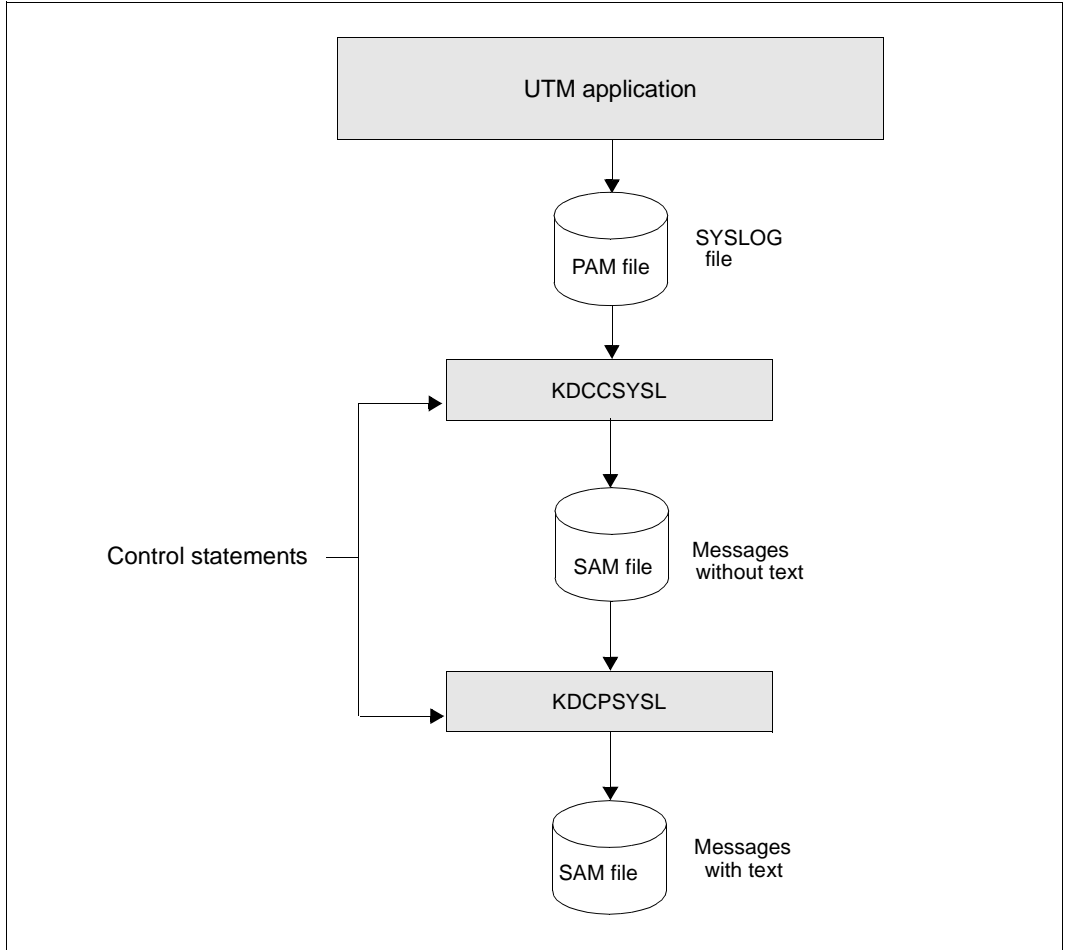 UTM application
SYSLOG
file
PAM file
KDCCSYSL
Control statements
SAM file
Messages
without text
KDCPSYSL
SAM file
Messages
with text